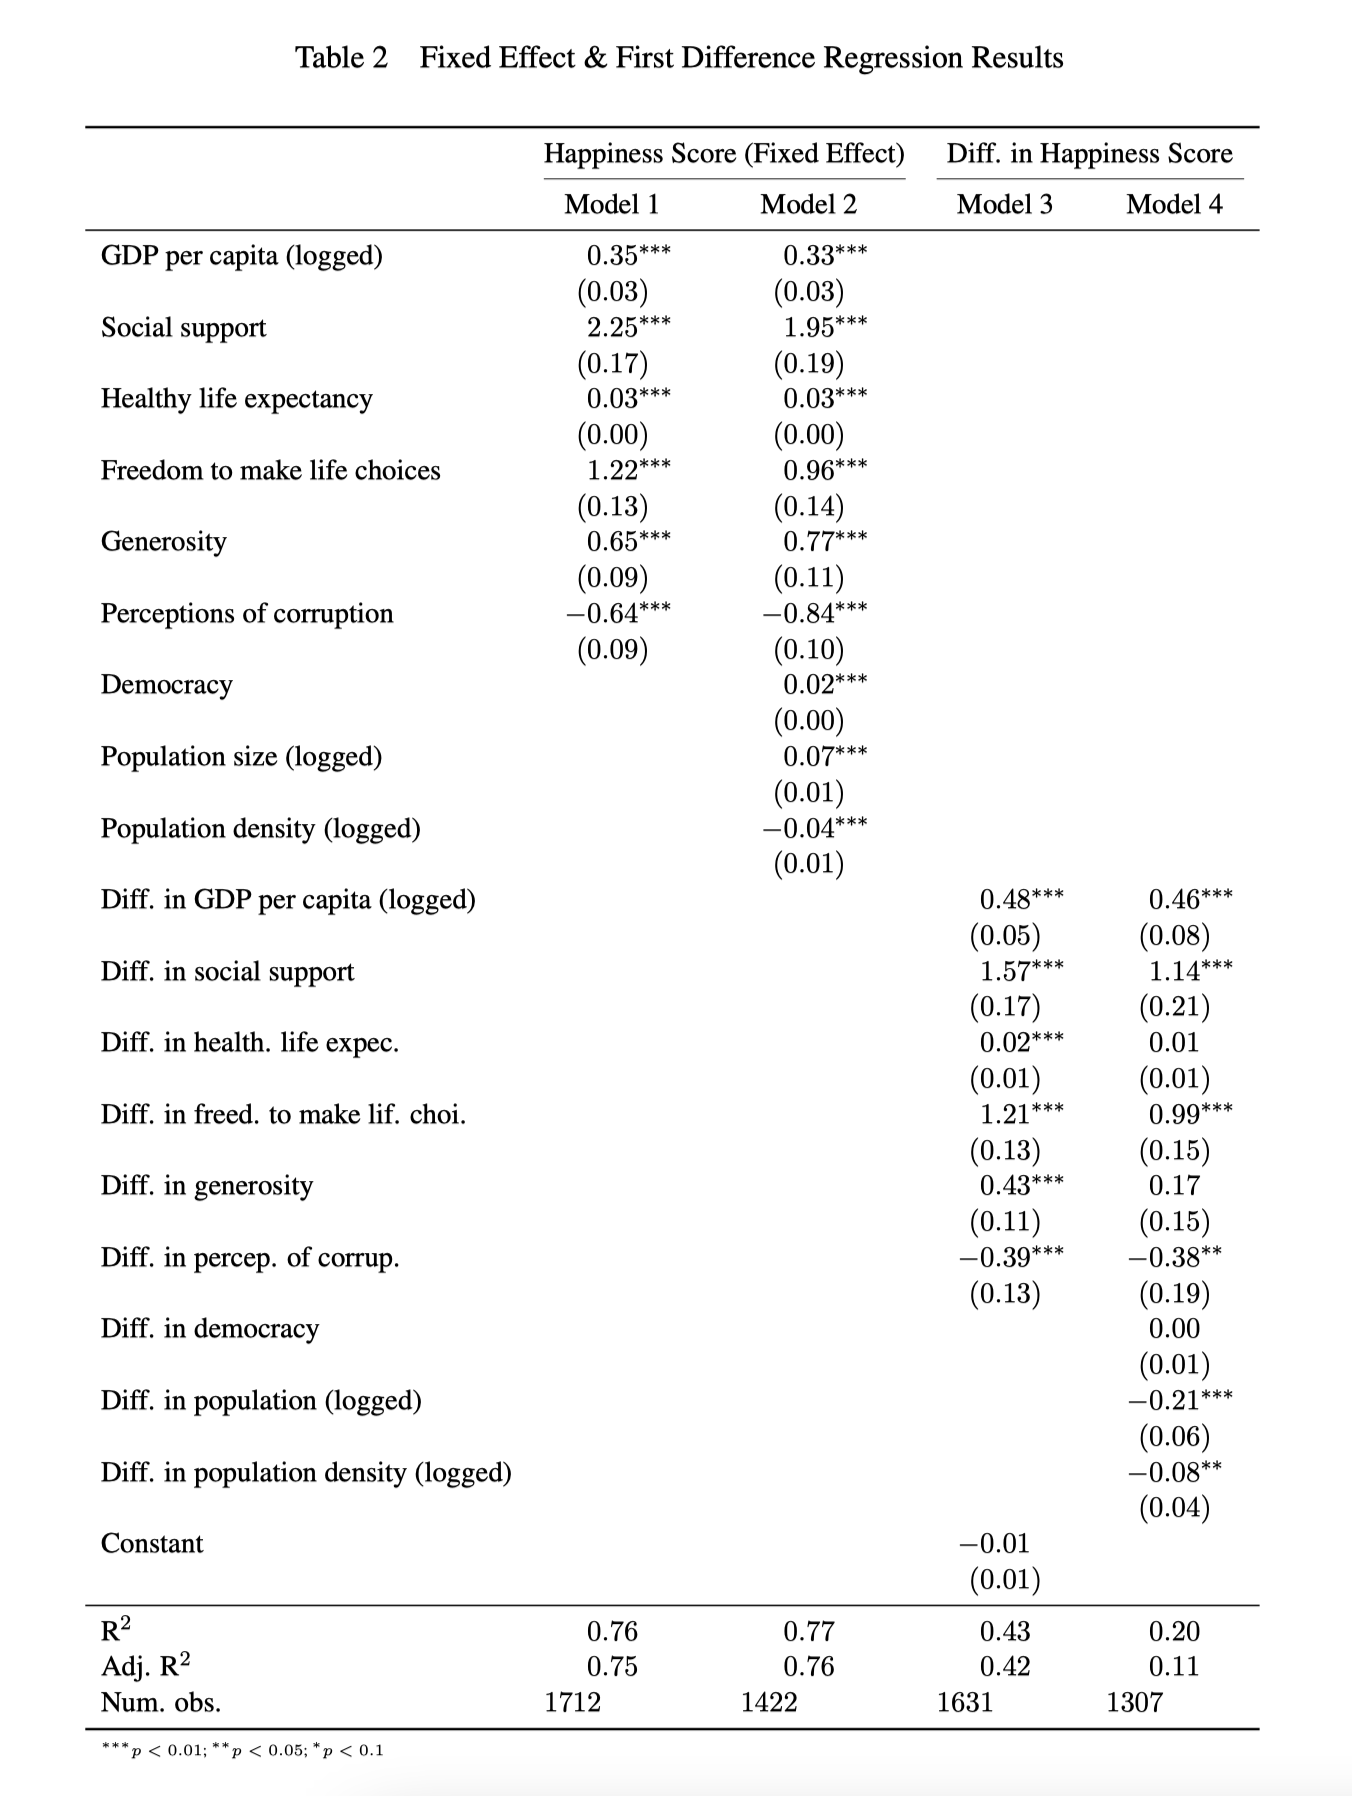 Table 2 Fixed Effect & First Difference Regression Results
Happiness Score (Fixed Effect) Diff. in Happiness Score
Model 1 Model 2 Model 3 Model 4
GDP per capita (logged) 0.35*** 0.33***
(0.03) (0.03)
Social support 2.25*** 1.95***
(0.17) (0.19)
Healthy life expectancy 0.03*** 0.03***
(0.00) (0.00)
Freedom to make life choices 1.22*** 0.96***
(0.13) (0.14)
Generosity 0.65*** 0.77***
(0.09) (0.11)
Perceptions of corruption −0.64*** −0.84***
(0.09) (0.10)
Democracy 0.02***
(0.00)
Population size (logged) 0.07***
(0.01)
Population density (logged) −0.04***
(0.01)
Diff. in GDP per capita (logged) 0.48*** 0.46***
(0.05) (0.08)
Diff. in social support 1.57*** 1.14***
(0.17) (0.21)
Diff. in health. life expec. 0.02*** 0.01
(0.01) (0.01)
Diff. in freed. to make lif. choi. 1.21*** 0.99***
(0.13) (0.15)
Diff. in generosity 0.43*** 0.17
(0.11) (0.15)
Diff. in percep. of corrup. −0.39*** −0.38**
(0.13) (0.19)
Diff. in democracy 0.00
(0.01)
Diff. in population (logged) −0.21***
(0.06)
Diff. in population density (logged) −0.08**
(0.04)
Constant −0.01
(0.01)
R² 0.76 0.77 0.43 0.20
Adj. R² 0.75 0.76 0.42 0.11
Num. obs. 1712 1422 1631 1307
***p < 0.01; **p < 0.05; *p < 0.1